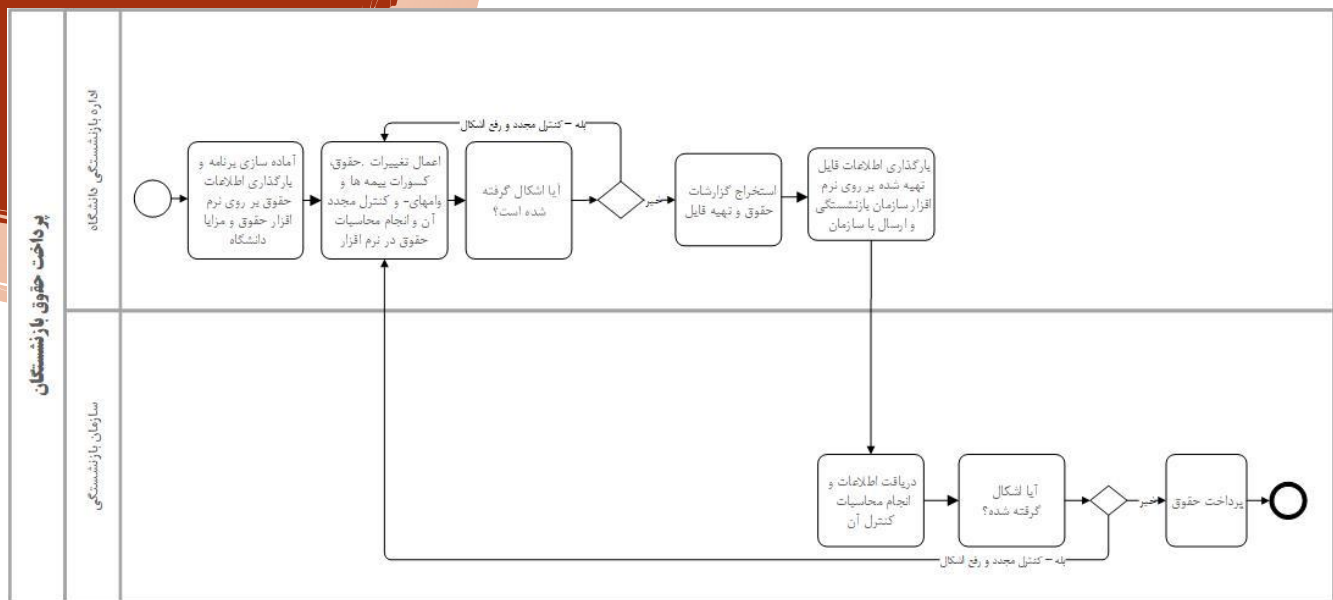 پرداخت حقوق بازنشستگان
اداره بازنشستگی دانشگاه
آماده سازی برنامه و
بارگذاری اطلاعات
حقوق بر روی نرم
افزار حقوق و مزایا
دانشگاه
اعمال تغییرات .حقوق،
کسورات بیمه ها و
وامهای- و کنترل مجدد
آن و انجام محاسبات
حقوق در نرم افزار
آیا اشکال گرفته
شده است؟
بله – کنترل مجدد و رفع اشکال
خیر
استخراج گزارشات
حقوق و تهیه فایل
بارگذاری اطلاعات فایل
تهیه شده بر روی نرم
افزار سازمان بازنشستگی
و ارسال یا سازمان
سازمان بازنشستگی
دریافت اطلاعات و
انجام محاسبات
کنترل آن
آیا اشکال
گرفته شده؟
خیر
بله – کنترل مجدد و رفع اشکال
پرداخت حقوق